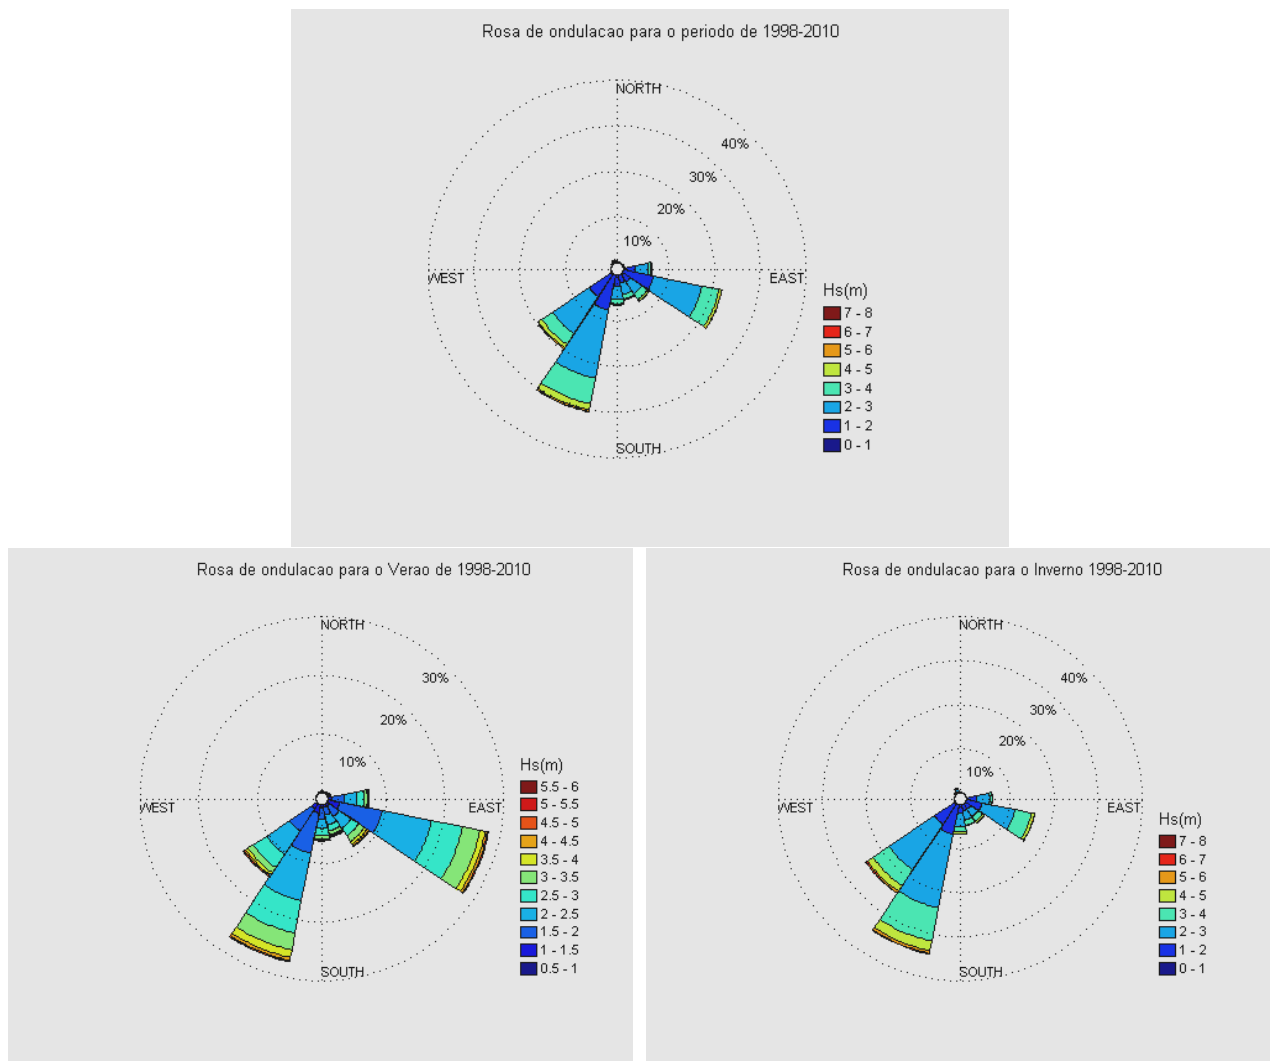 Rosa de ondulacao para o periodo de 1998-2010
NORTH
40%
30%
20%
10%
WEST
EAST
SOUTH
Hs(m)
7 - 8
6 - 7
5 - 6
4 - 5
3 - 4
2 - 3
1 - 2
0 - 1
Rosa de ondulacao para o Verao de 1998-2010
NORTH
30%
20%
10%
WEST
EAST
SOUTH
Hs(m)
5.5 - 6
5 - 5.5
4.5 - 5
4 - 4.5
3.5 - 4
3 - 3.5
2.5 - 3
2 - 2.5
1.5 - 2
1 - 1.5
0.5 - 1
Rosa de ondulacao para o Inverno 1998-2010
NORTH
40%
30%
20%
10%
WEST
EAST
SOUTH
Hs(m)
7 - 8
6 - 7
5 - 6
4 - 5
3 - 4
2 - 3
1 - 2
0 - 1